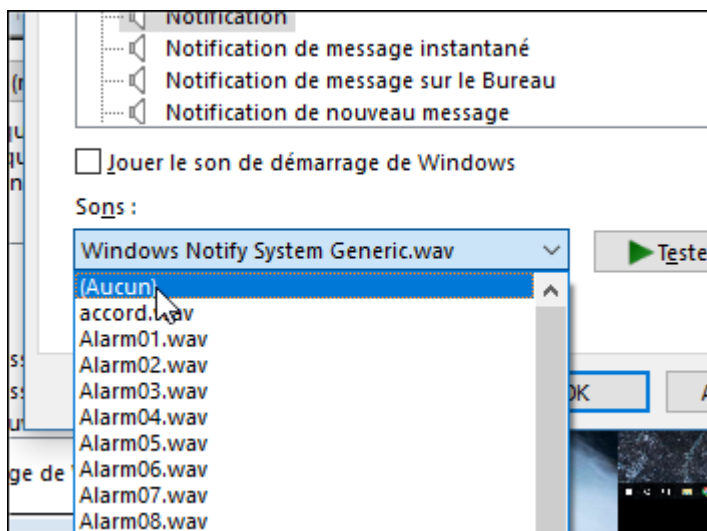 Notification
Notification de message instantané
Notification de message sur le Bureau
Notification de nouveau message
Jouer le son de démarrage de Windows
Sons :
Windows Notify System Generic.wav
Teste
(Aucun)
accord.wav
Alarm01.wav
Alarm02.wav
Alarm03.wav
Alarm04.wav
OK
Alarm05.wav
Alarm06.wav
ge de
Alarm07.wav
Alarm08.wav